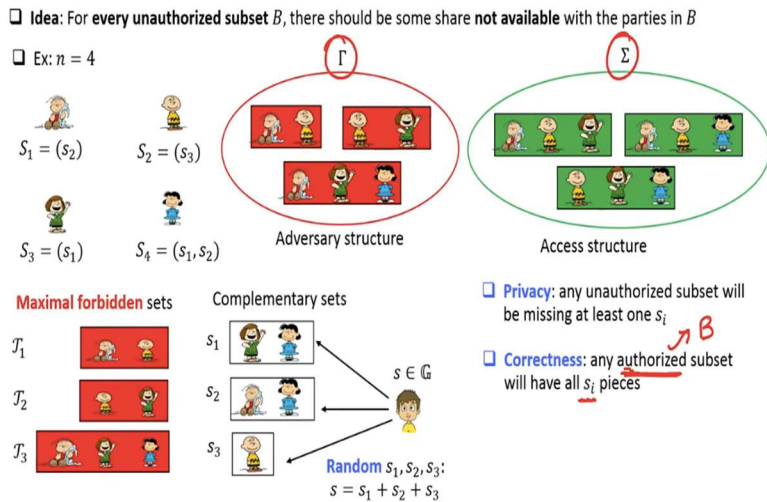 ❑ Idea: For every unauthorized subset B, there should be some share not available with the parties in B
❑ Ex: n = 4
Γ
Σ
S₁ = (s₂)
S₂ = (s₃)
S₃ = (s₁)
S₄ = (s₁, s₂)
Adversary structure
Access structure
Maximal forbidden sets
Complementary sets
𝒯₁
𝒯₂
𝒯₃
s₁
s₂
s₃
s ∈ 𝔾
Random s₁, s₂, s₃:
s = s₁ + s₂ + s₃
❑ Privacy: any unauthorized subset will
be missing at least one sᵢ
B
❑ Correctness: any authorized subset
will have all sᵢ pieces